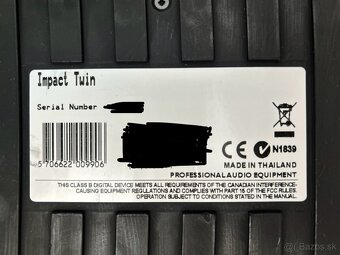 Impact Twin
Serial Number
5 706622 009906
CE N1839
MADE IN THAILAND
PROFESSIONAL AUDIO EQUIPMENT
THIS CLASS B DIGITAL DEVICE MEETS ALL REQUIREMENTS OF THE CANADIAN INTERFERENCE-
CAUSING EQUIPMENT REGULATIONS AND COMPLIES WITH PART 15 OF THE FCC RULES.
OPERATION SUBJECT TO CONDITIONS STATED IN THE MANUAL.
bazos.sk